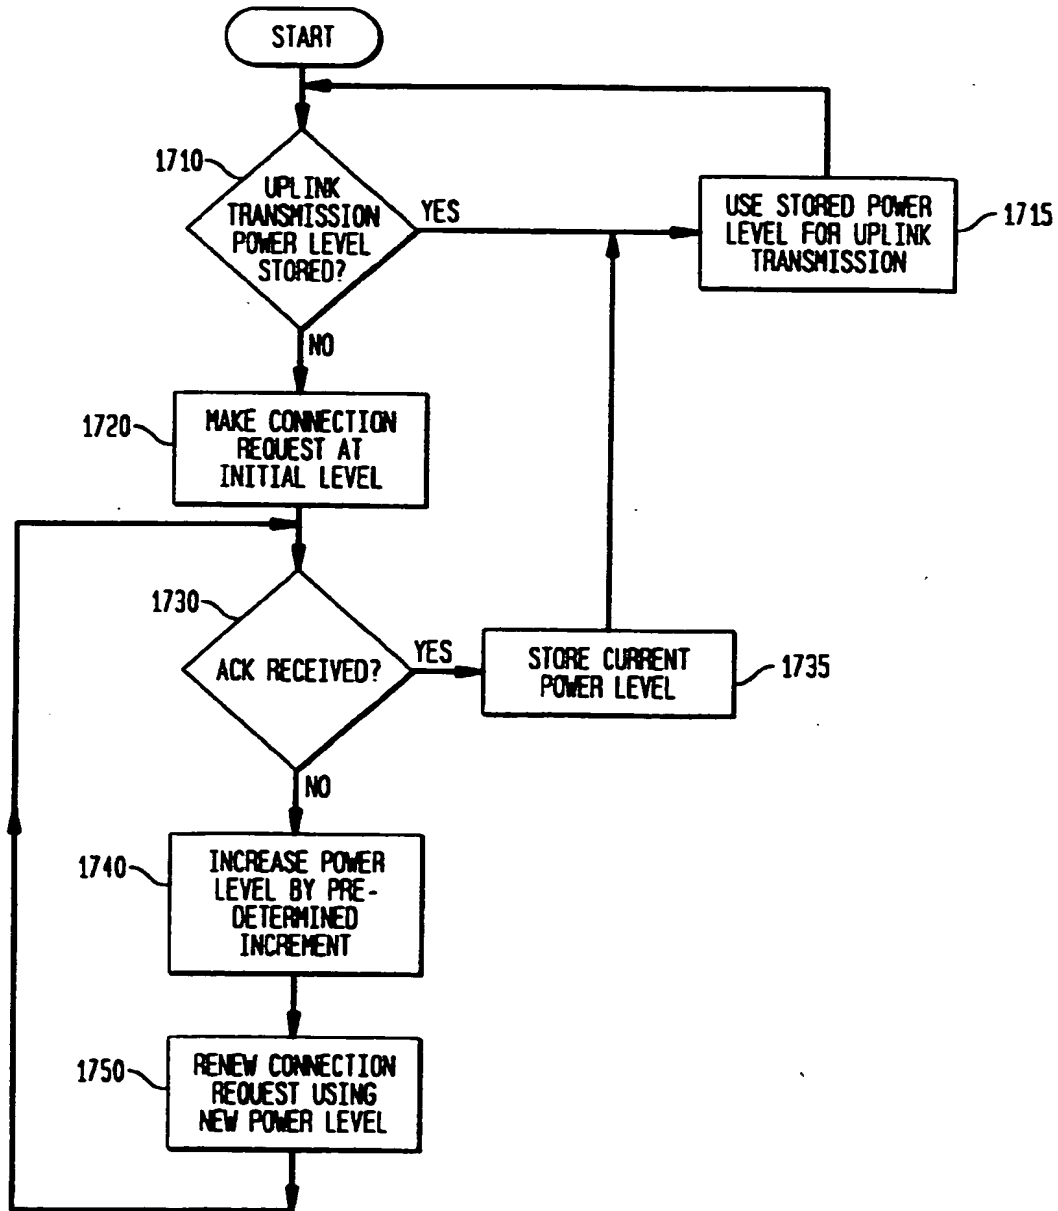 START
1710
UPLINK
TRANSMISSION
POWER LEVEL
STORED?
YES
USE STORED POWER
LEVEL FOR UPLINK
TRANSMISSION
1715
NO
1720
MAKE CONNECTION
REQUEST AT
INITIAL LEVEL
1730
ACK RECEIVED?
YES
STORE CURRENT
POWER LEVEL
1735
NO
1740
INCREASE POWER
LEVEL BY PRE-
DETERMINED
INCREMENT
1750
RENEW CONNECTION
REQUEST USING
NEW POWER LEVEL